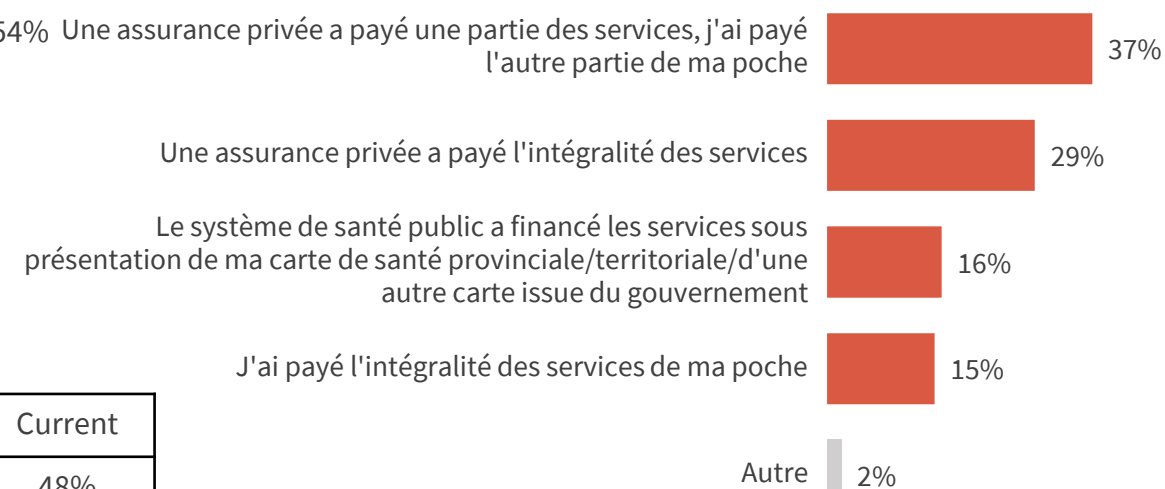 54% Une assurance privée a payé une partie des services, j'ai payé
l'autre partie de ma poche
37%
Une assurance privée a payé l'intégralité des services
29%
Le système de santé public a financé les services sous
présentation de ma carte de santé provinciale/territoriale/d'une
autre carte issue du gouvernement
16%
J'ai payé l'intégralité des services de ma poche
15%
Current
48%
Autre
2%